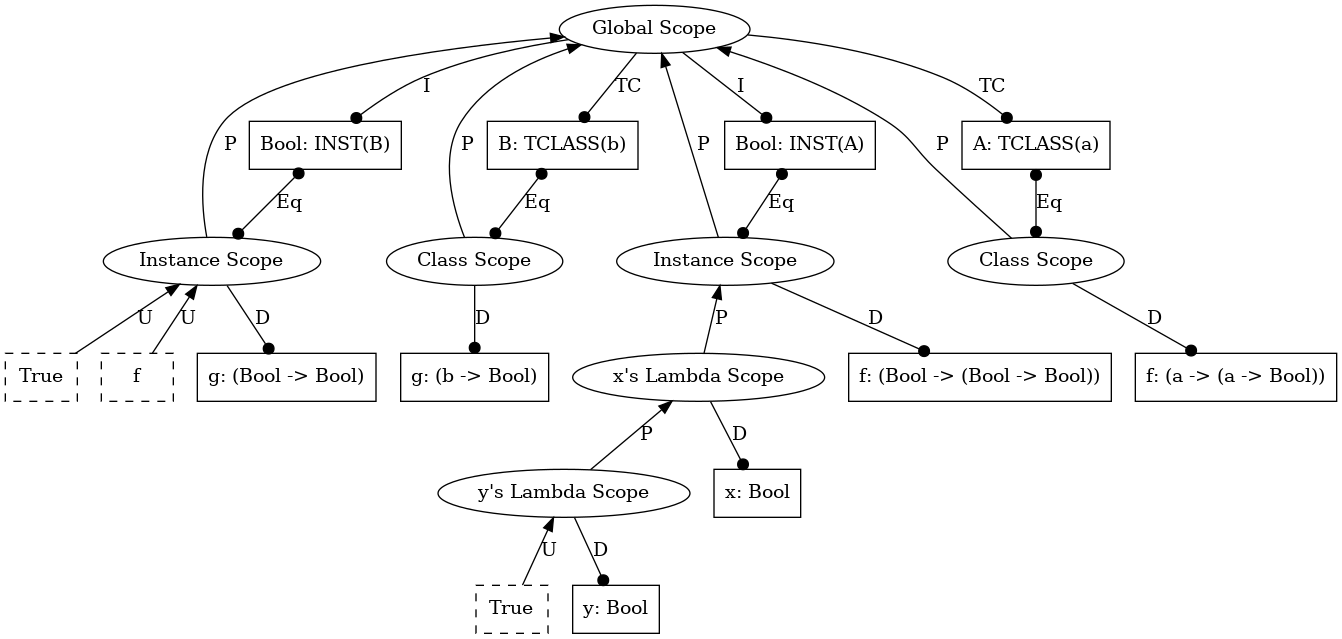 Global Scope
I
TC
I
TC
P
Bool: INST(B)
P
B: TCLASS(b)
P
Bool: INST(A)
P
A: TCLASS(a)
Eq
Eq
Eq
Eq
Instance Scope
Class Scope
Instance Scope
Class Scope
U
U
D
D
P
D
D
True
f
g: (Bool -> Bool)
g: (b -> Bool)
x's Lambda Scope
f: (Bool -> (Bool -> Bool))
f: (a -> (a -> Bool))
P
D
y's Lambda Scope
x: Bool
U
D
True
y: Bool